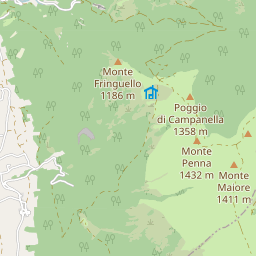 Monte
Fringuello
1186 m
Poggio
di Campanella
1358 m
Monte
Penna
1432 m
Monte
Maiore
1411 m